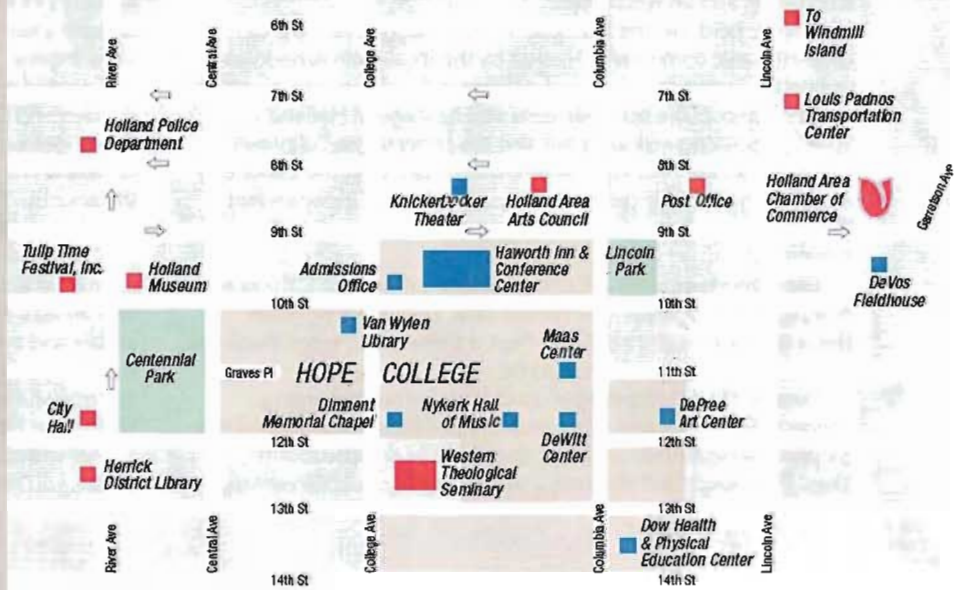 6th St
River Ave
Central Ave
College Ave
Columbia Ave
Lincoln Ave
To
Windmill
Island
7th St
7th St
Louis Padnos
Transportation
Center
Holland Police
Department
8th St
8th St
Knickerbocker
Theater
Holland Area
Arts Council
Post Office
Holland Area
Chamber of
Commerce
Garretson Ave
9th St
9th St
Tulip Time
Festival, Inc.
Holland
Museum
Admissions
Office
Haworth Inn &
Conference
Center
Lincoln
Park
DeVos
Fieldhouse
10th St
10th St
Van Wylen
Library
Maas
Center
Centennial
Park
Graves Pl
HOPE COLLEGE
11th St
City
Hall
Dimnent
Memorial Chapel
Nykerk Hall
of Music
DeWitt
Center
DePree
Art Center
12th St
12th St
Herrick
District Library
Western
Theological
Seminary
13th St
13th St
River Ave
Central Ave
College Ave
Columbia Ave
Dow Health
& Physical
Education Center
Lincoln Ave
14th St
14th St